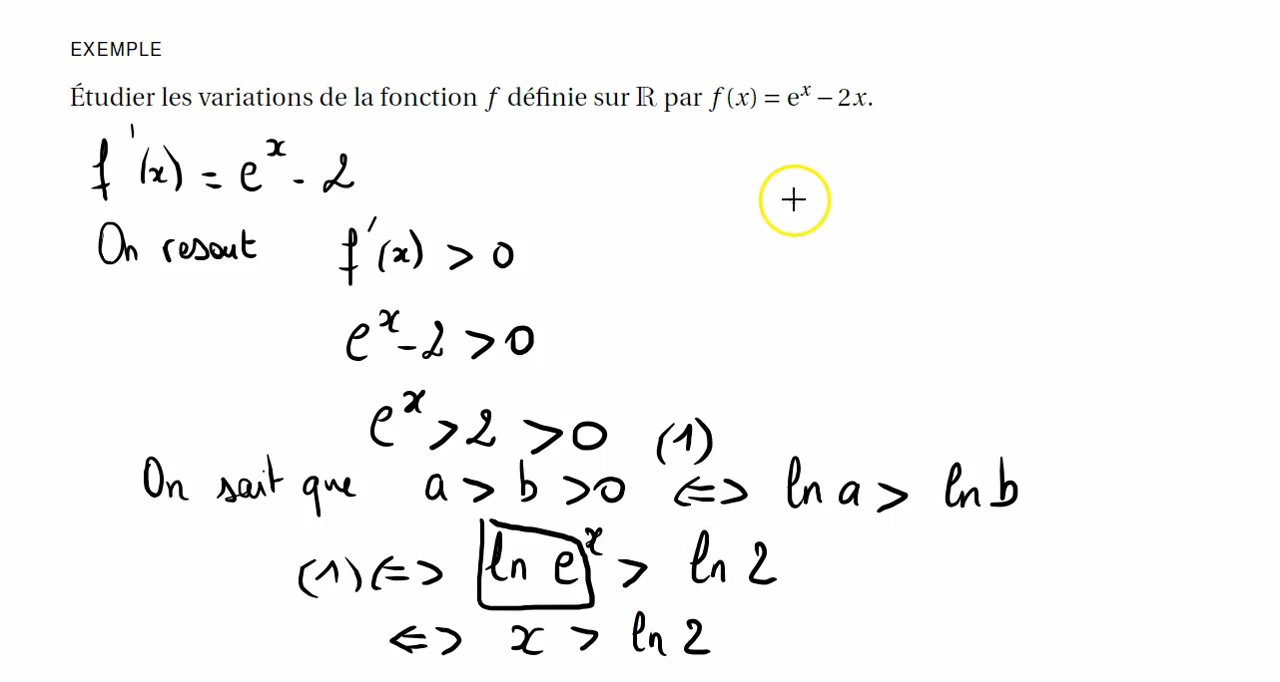 EXEMPLE
Étudier les variations de la fonction f définie sur ℝ par f(x) = eˣ − 2x.
f'(x) = eˣ - 2
On resout f'(x) > 0
eˣ - 2 > 0
eˣ > 2 > 0 (1)
On sait que a > b > 0 <=> ln a > ln b
(1) <=> ln eˣ > ln 2
<=> x > ln 2